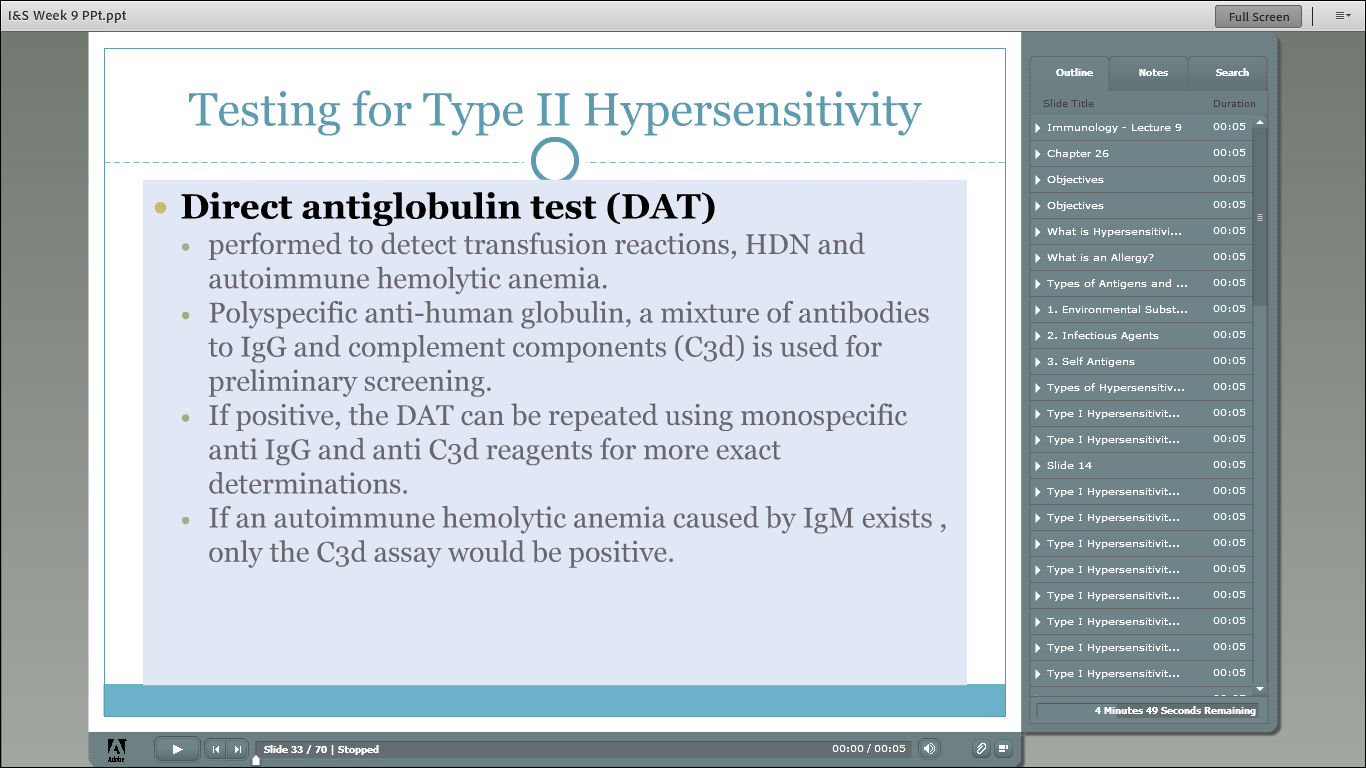 I&S Week 9 PPt.ppt
Full Screen
Testing for Type II Hypersensitivity
Direct antiglobulin test (DAT)
performed to detect transfusion reactions, HDN and
autoimmune hemolytic anemia.
Polyspecific anti-human globulin, a mixture of antibodies
to IgG and complement components (C3d) is used for
preliminary screening.
If positive, the DAT can be repeated using monospecific
anti IgG and anti C3d reagents for more exact
determinations.
If an autoimmune hemolytic anemia caused by IgM exists ,
only the C3d assay would be positive.
Outline Notes Search
Slide Title Duration
Immunology - Lecture 9 00:05
Chapter 26 00:05
Objectives 00:05
Objectives 00:05
What is Hypersensitivi... 00:05
What is an Allergy? 00:05
Types of Antigens and ... 00:05
1. Environmental Subst... 00:05
2. Infectious Agents 00:05
3. Self Antigens 00:05
Types of Hypersensitiv... 00:05
Type I Hypersensitivit... 00:05
Type I Hypersensitivit... 00:05
Slide 14 00:05
Type I Hypersensitivit... 00:05
Type I Hypersensitivit... 00:05
Type I Hypersensitivit... 00:05
Type I Hypersensitivit... 00:05
Type I Hypersensitivit... 00:05
Type I Hypersensitivit... 00:05
Type I Hypersensitivit... 00:05
Type I Hypersensitivit... 00:05
4 Minutes 49 Seconds Remaining
Adobe
Slide 33 / 70 | Stopped
00:00 / 00:05